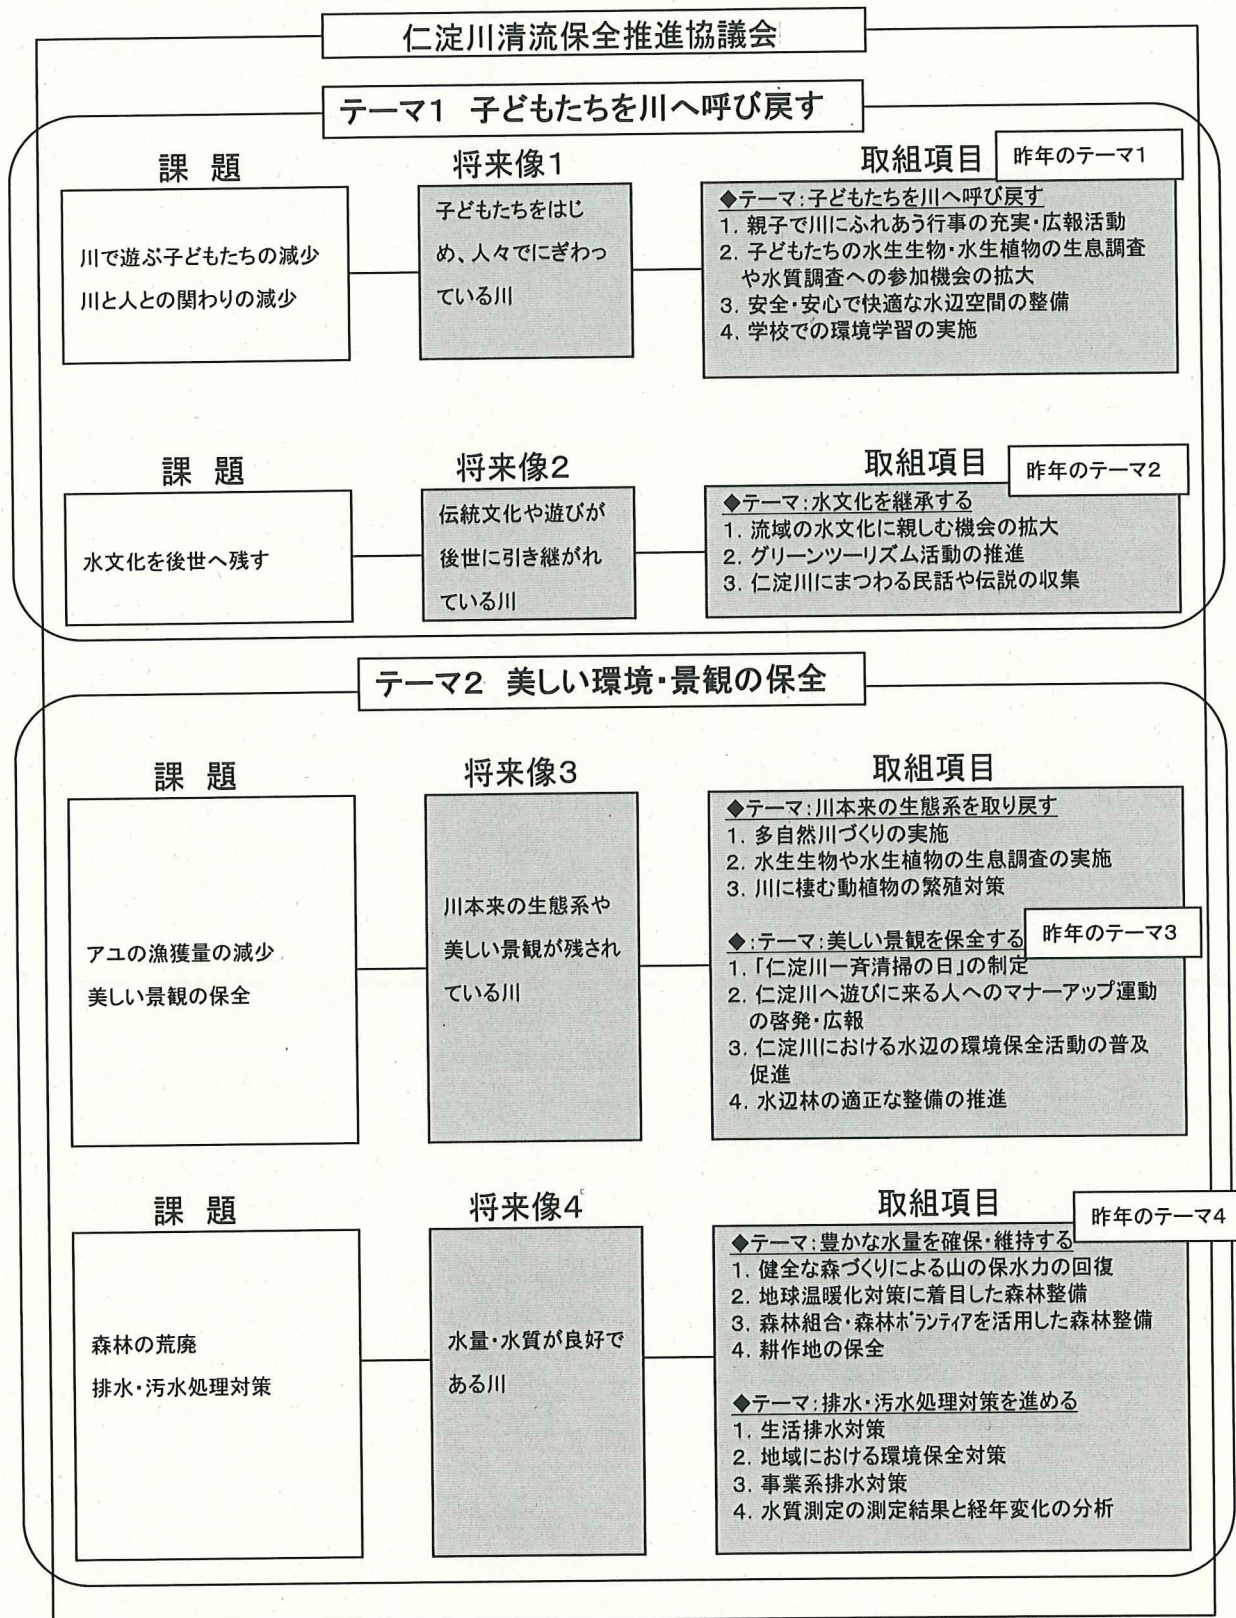 仁淀川清流保全推進協議会
テーマ1 子どもたちを川へ呼び戻す
課 題
川で遊ぶ子どもたちの減少
川と人との関わりの減少
将来像1
子どもたちをはじ
め、人々でにぎわっ
ている川
取組項目
昨年のテーマ1
◆テーマ:子どもたちを川へ呼び戻す
1. 親子で川にふれあう行事の充実・広報活動
2. 子どもたちの水生生物・水生植物の生息調査
や水質調査への参加機会の拡大
3. 安全・安心で快適な水辺空間の整備
4. 学校での環境学習の実施
課 題
水文化を後世へ残す
将来像2
伝統文化や遊びが
後世に引き継がれ
ている川
取組項目
昨年のテーマ2
◆テーマ:水文化を継承する
1. 流域の水文化に親しむ機会の拡大
2. グリーンツーリズム活動の推進
3. 仁淀川にまつわる民話や伝説の収集
テーマ2 美しい環境・景観の保全
課 題
アユの漁獲量の減少
美しい景観の保全
将来像3
川本来の生態系や
美しい景観が残され
ている川
取組項目
◆テーマ:川本来の生態系を取り戻す
1. 多自然川づくりの実施
2. 水生生物や水生植物の生息調査の実施
3. 川に棲む動植物の繁殖対策
昨年のテーマ3
◆:テーマ:美しい景観を保全する
1. 「仁淀川一斉清掃の日」の制定
2. 仁淀川へ遊びに来る人へのマナーアップ運動
の啓発・広報
3. 仁淀川における水辺の環境保全活動の普及
促進
4. 水辺林の適正な整備の推進
課 題
森林の荒廃
排水・汚水処理対策
将来像4
水量・水質が良好で
ある川
取組項目
昨年のテーマ4
◆テーマ:豊かな水量を確保・維持する
1. 健全な森づくりによる山の保水力の回復
2. 地球温暖化対策に着目した森林整備
3. 森林組合・森林ボランティアを活用した森林整備
4. 耕作地の保全
◆テーマ:排水・汚水処理対策を進める
1. 生活排水対策
2. 地域における環境保全対策
3. 事業系排水対策
4. 水質測定の測定結果と経年変化の分析